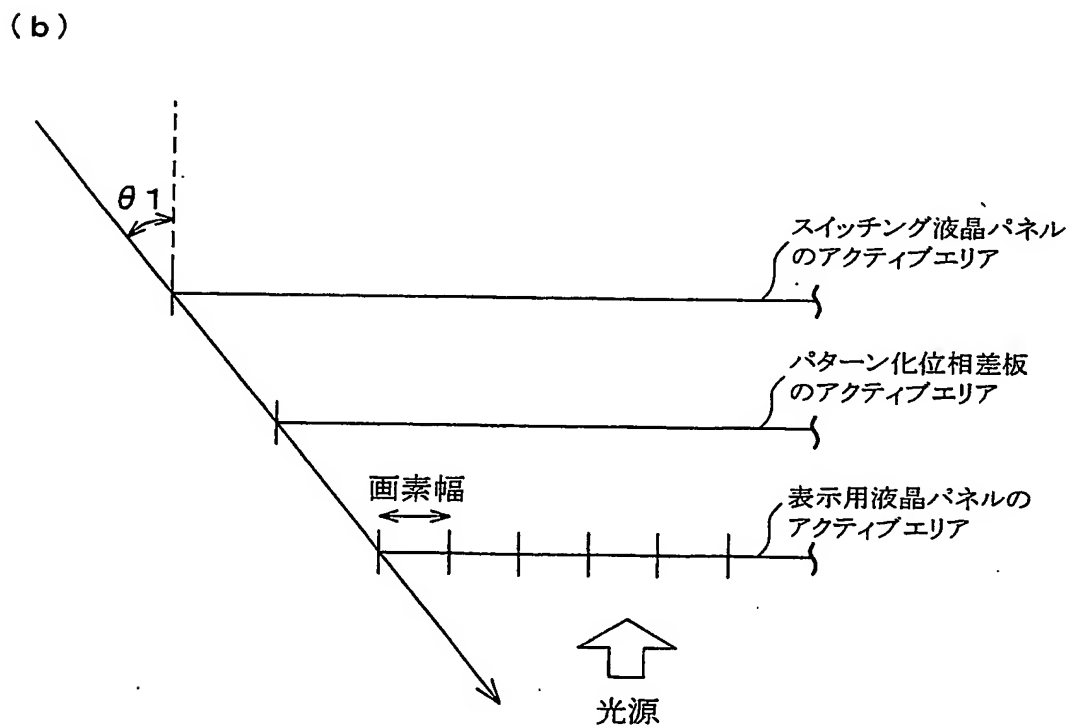 (b)
θ1
スイッチング液晶パネル
のアクティブエリア
パターン化位相差板
のアクティブエリア
画素幅
表示用液晶パネルの
アクティブエリア
光源